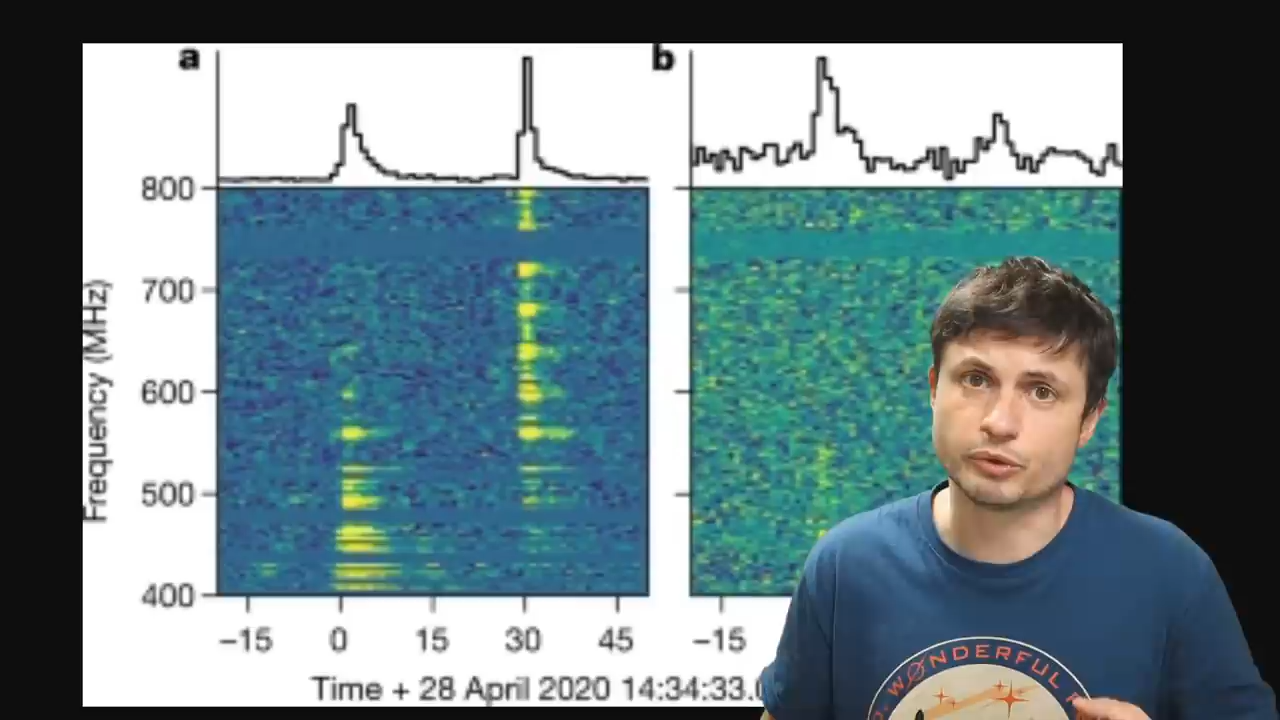 a
b
800
700
600
500
400
Frequency (MHz)
−15 0 15 30 45
−15
Time + 28 April 2020 14:34:33.
WONDERFUL